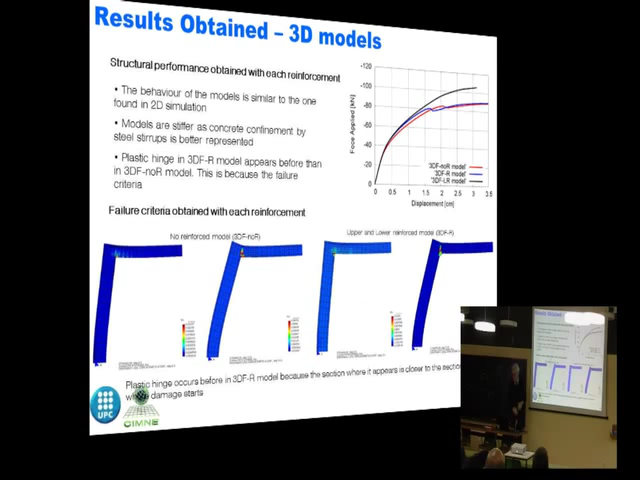 Results Obtained – 3D models
Structural performance obtained with each reinforcement
• The behaviour of the models is similar to the one
found in 2D simulation
• Models are stiffer as concrete confinement by
steel stirrups is better represented
• Plastic hinge in 3DF-R model appears before than
in 3DF-noR model. This is because the failure
criteria
-120
-100
-80
-60
-40
-20
0
0 0.5 1 1.5 2 2.5 3 3.5
Foce Applied [kN]
Displacement [cm]
'3DF-noR model'
'3DF-R model'
'3DF-LR model'
Failure criteria obtained with each reinforcement
No reinforced model (3DF-noR)
Upper and Lower reinforced model (3DF-R)
Plastic hinge occurs before in 3DF-R model because the section where it appears is closer to the section
damage starts
UPC
CIMNE